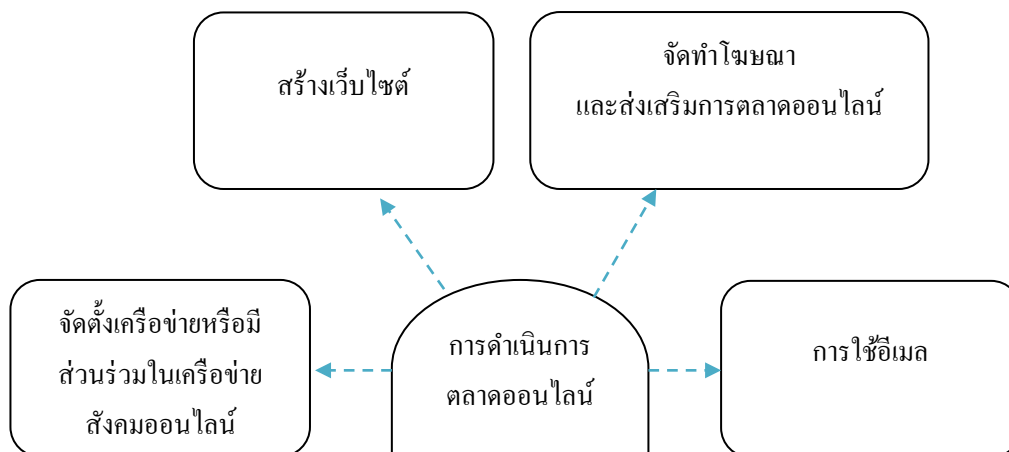 สร้างเว็บไซต์
จัดทำโฆษณา
และส่งเสริมการตลาดออนไลน์
จัดตั้งเครือข่ายหรือมี
ส่วนร่วมในเครือข่าย
สังคมออนไลน์
การดำเนินการ
ตลาดออนไลน์
การใช้อีเมล